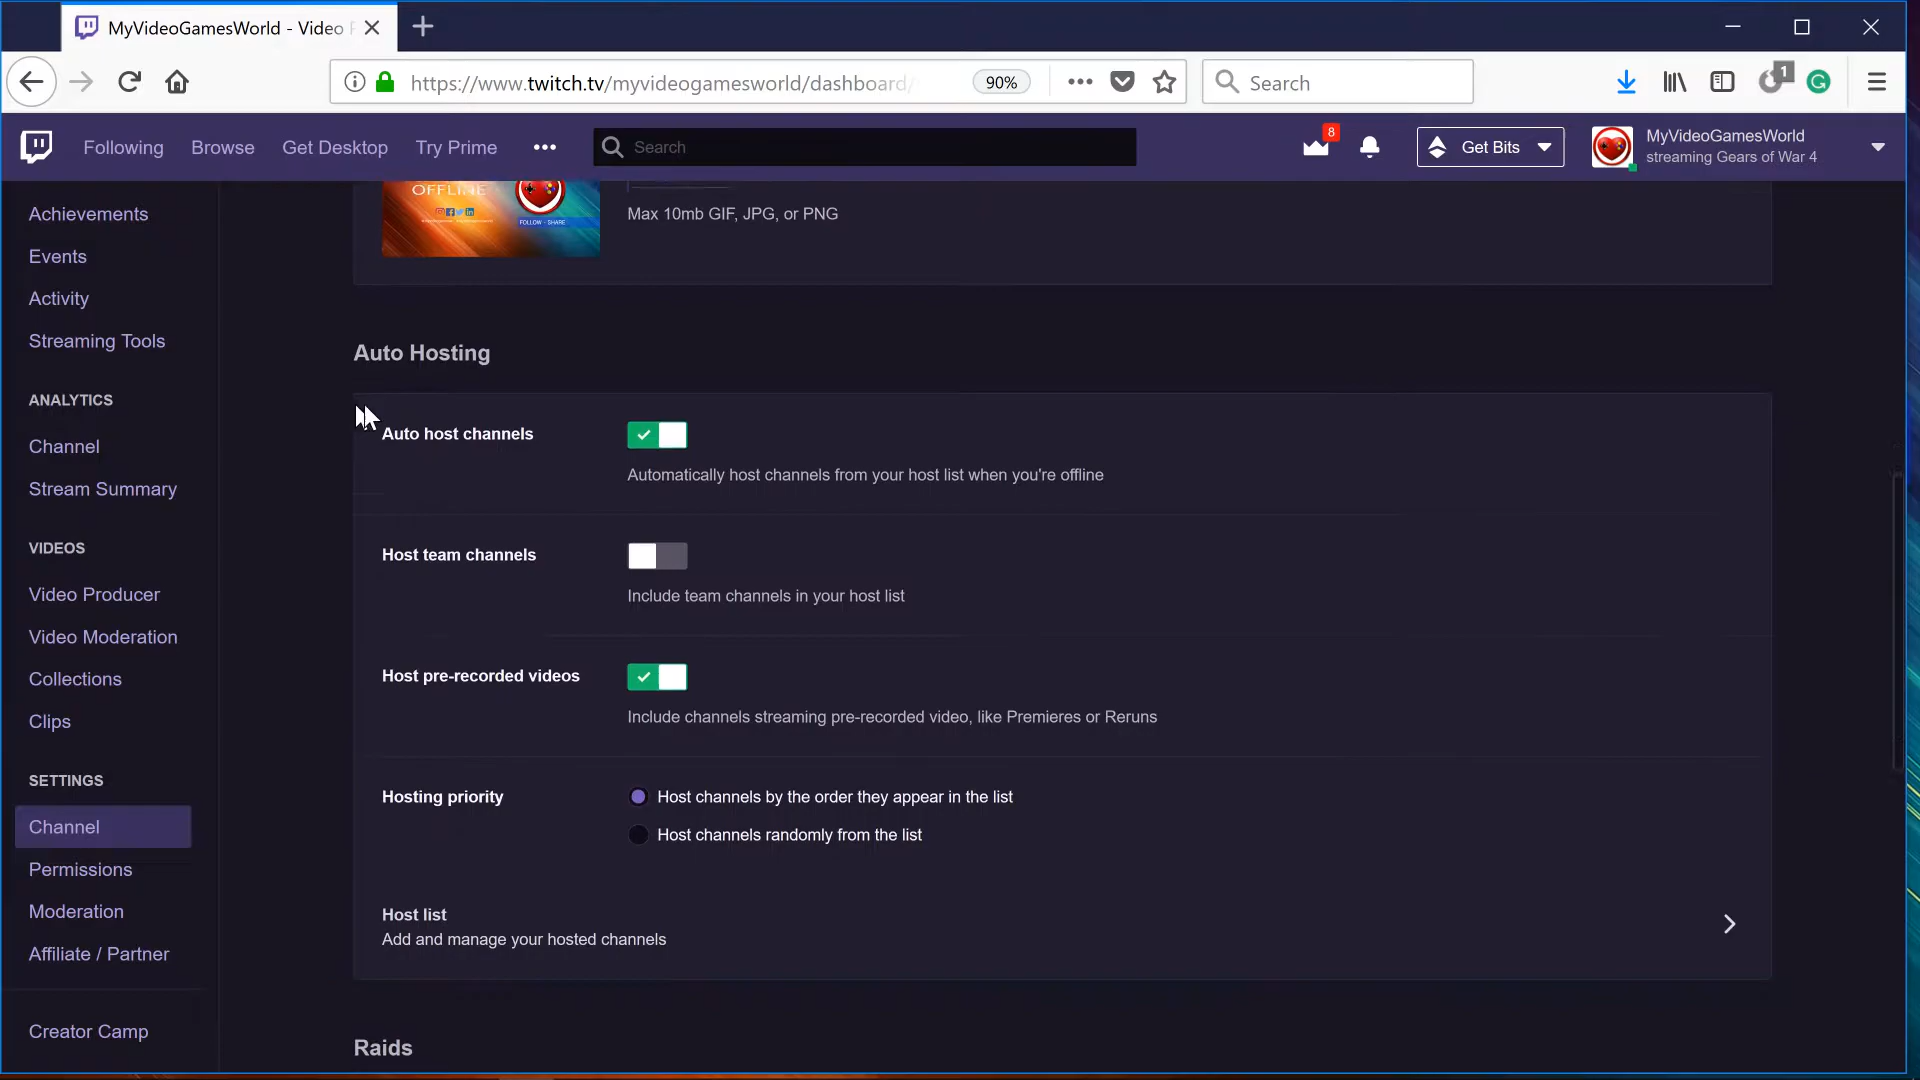 MyVideoGamesWorld - Video P
https://www.twitch.tv/myvideogamesworld/dashboard/
90%
Search
1
Following
Browse
Get Desktop
Try Prime
Search
8
Get Bits
MyVideoGamesWorld
streaming Gears of War 4
Achievements
Events
Activity
Streaming Tools
ANALYTICS
Channel
Stream Summary
VIDEOS
Video Producer
Video Moderation
Collections
Clips
SETTINGS
Channel
Permissions
Moderation
Affiliate / Partner
Creator Camp
OFFLINE
FOLLOW - SHARE
Max 10mb GIF, JPG, or PNG
Auto Hosting
Auto host channels
Automatically host channels from your host list when you're offline
Host team channels
Include team channels in your host list
Host pre-recorded videos
Include channels streaming pre-recorded video, like Premieres or Reruns
Hosting priority
Host channels by the order they appear in the list
Host channels randomly from the list
Host list
Add and manage your hosted channels
Raids